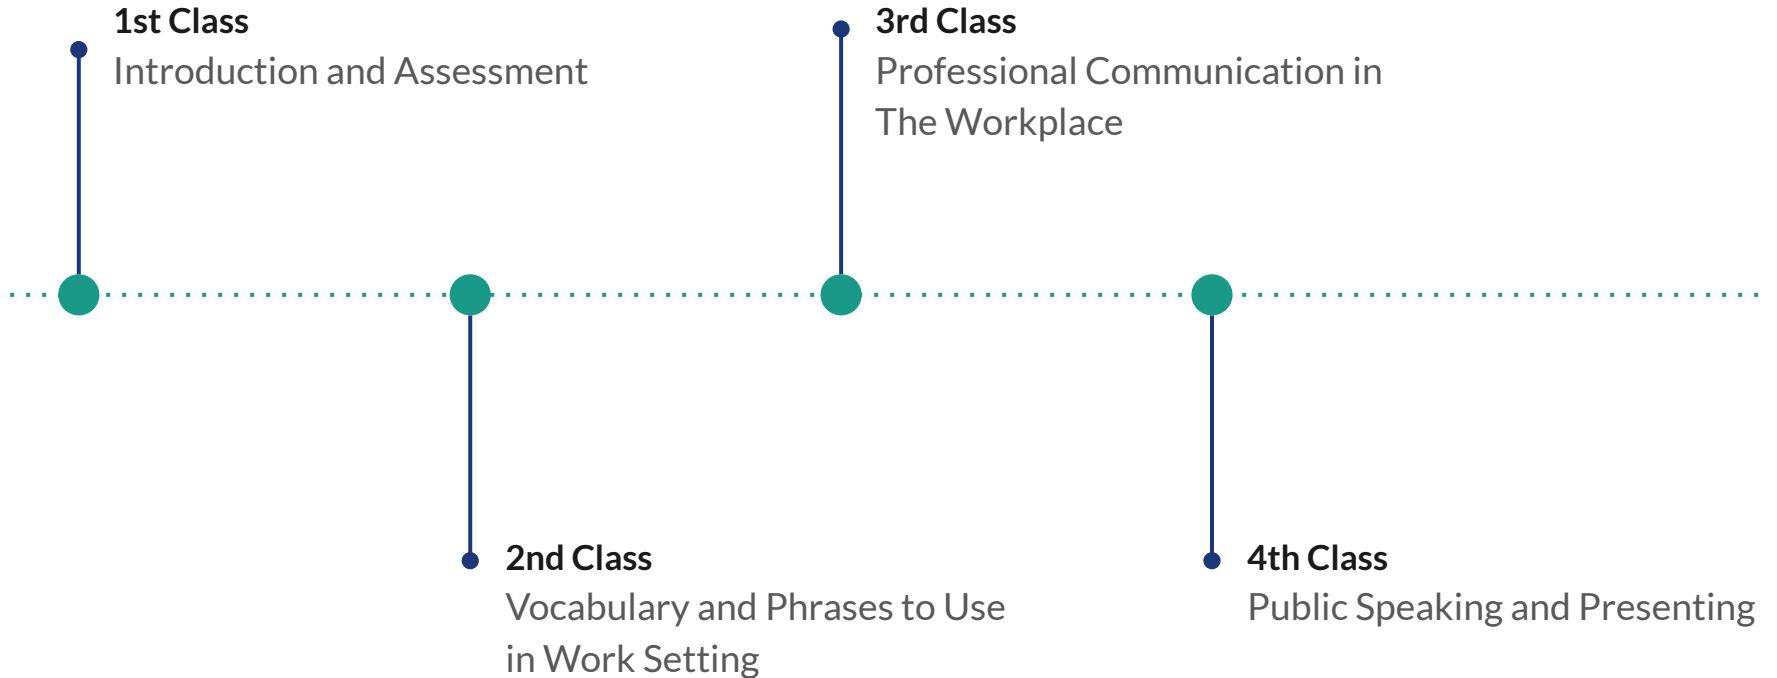 1st Class
Introduction and Assessment
3rd Class
Professional Communication in
The Workplace
2nd Class
Vocabulary and Phrases to Use
in Work Setting
4th Class
Public Speaking and Presenting